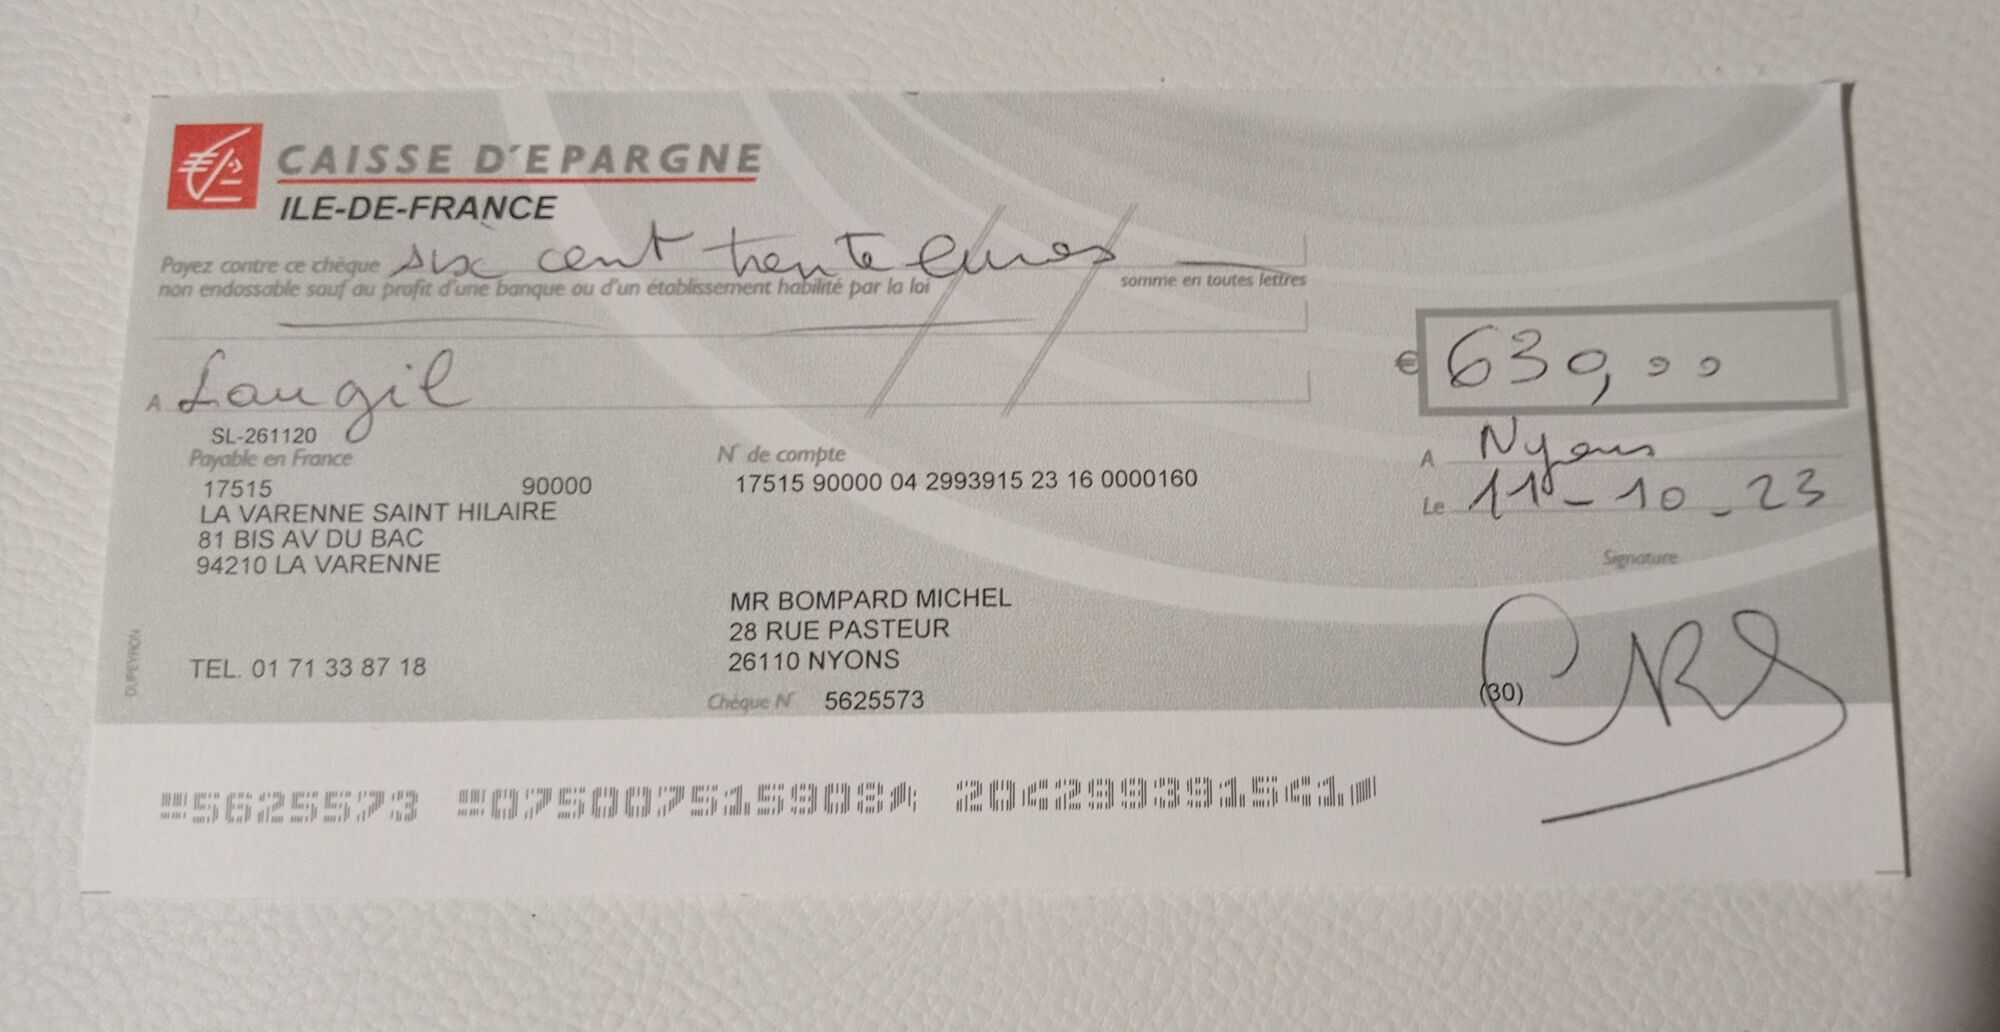 CAISSE D'EPARGNE
ILE-DE-FRANCE
Payez contre ce chèque six cent trente euros
non endossable sauf au profit d'une banque ou d'un établissement habilité par la loi somme en toutes lettres
€ 630,00
A Laugil
SL-261120
Payable en France N° de compte A Nyons
17515 90000 17515 90000 04 2993915 23 16 0000160 Le 11-10-23
LA VARENNE SAINT HILAIRE
81 BIS AV DU BAC
94210 LA VARENNE Signature
MR BOMPARD MICHEL
28 RUE PASTEUR
TEL. 01 71 33 87 18 26110 NYONS
Chèque N° 5625573 (30)
DUPEYRON
5625573 075007515908 204299391541